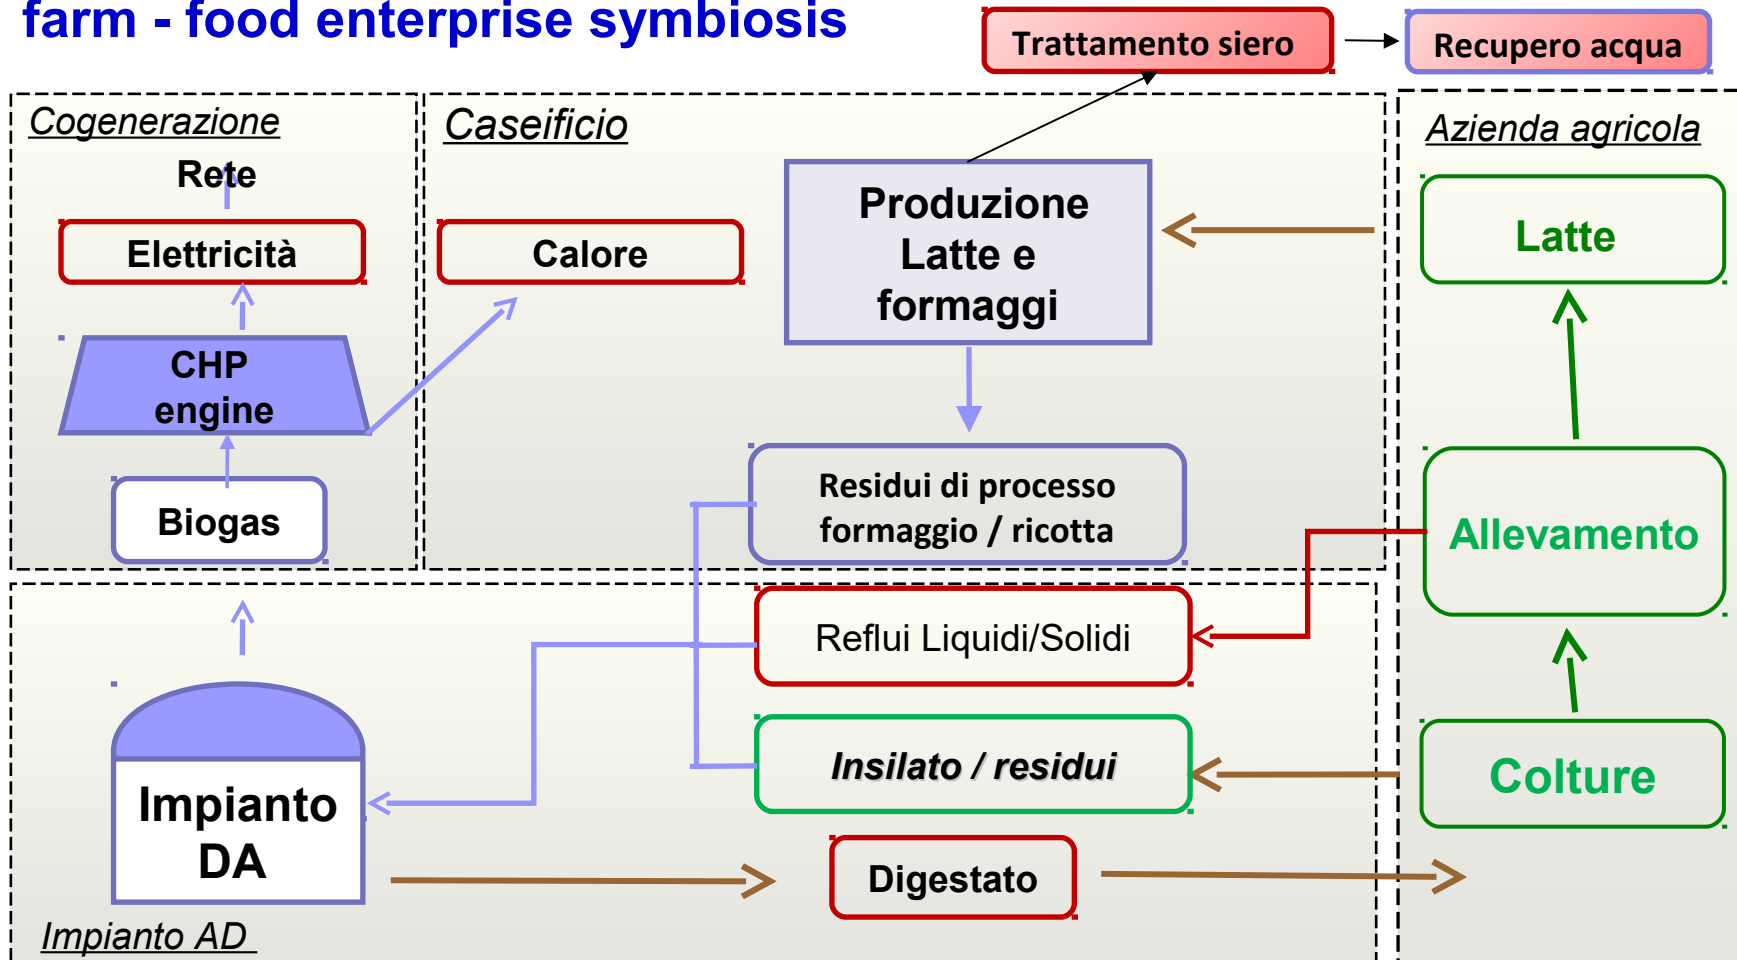 farm - food enterprise symbiosis
Trattamento siero
Recupero acqua
Cogenerazione
Rete
Elettricità
CHP
engine
Biogas
Caseificio
Calore
Produzione
Latte e
formaggi
Residui di processo
formaggio / ricotta
Azienda agricola
Latte
Allevamento
Colture
Reflui Liquidi/Solidi
Insilato / residui
Digestato
Impianto
DA
Impianto AD